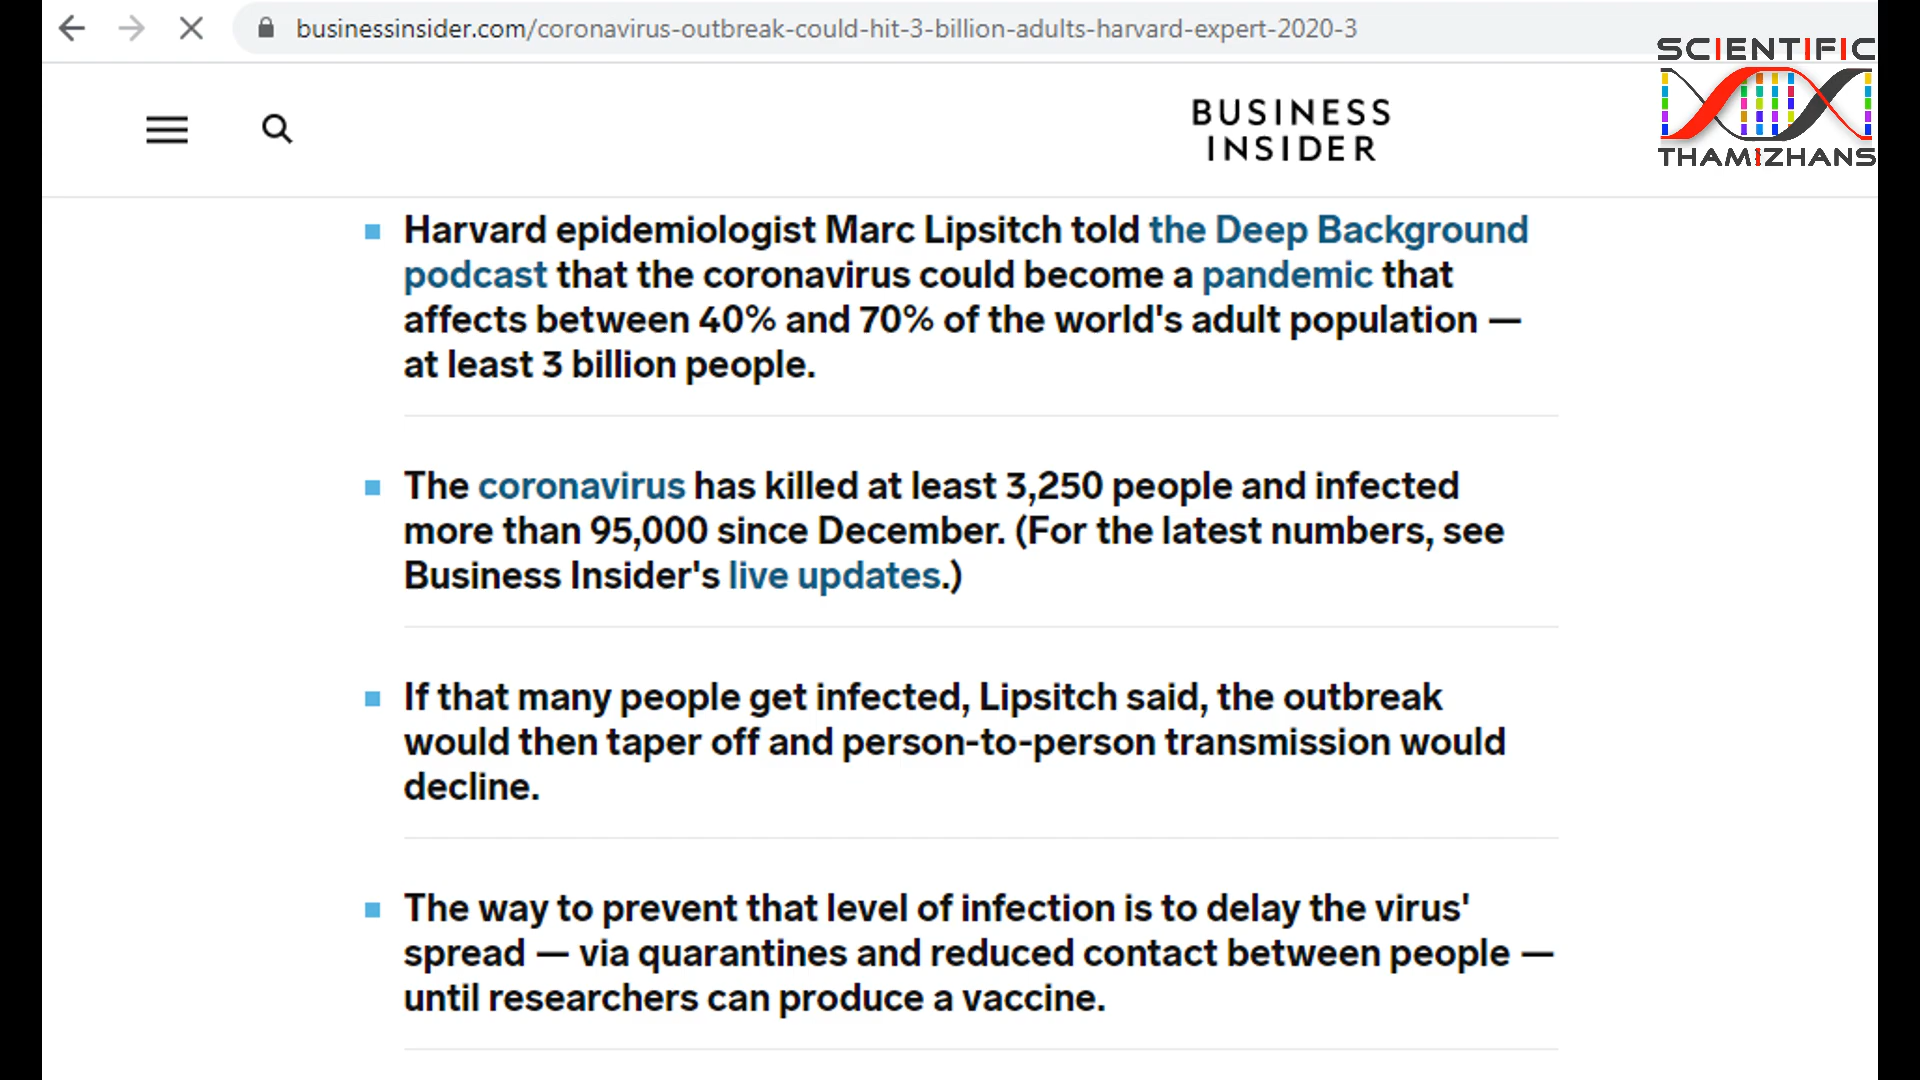 businessinsider.com/coronavirus-outbreak-could-hit-3-billion-adults-harvard-expert-2020-3
SCIENTIFIC
THAMIZHANS
BUSINESS
INSIDER
Harvard epidemiologist Marc Lipsitch told the Deep Background
podcast that the coronavirus could become a pandemic that
affects between 40% and 70% of the world's adult population —
at least 3 billion people.
The coronavirus has killed at least 3,250 people and infected
more than 95,000 since December. (For the latest numbers, see
Business Insider's live updates.)
If that many people get infected, Lipsitch said, the outbreak
would then taper off and person-to-person transmission would
decline.
The way to prevent that level of infection is to delay the virus'
spread — via quarantines and reduced contact between people —
until researchers can produce a vaccine.